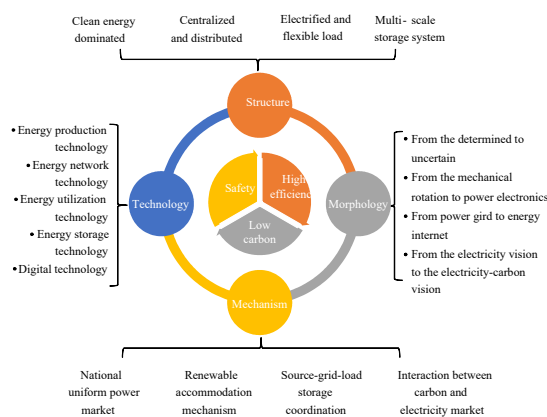 Clean energy
dominated
Centralized
and distributed
Electrified and
flexible load
Multi- scale
storage system
Structure
• Energy production
technology
• Energy network
technology
• Energy utilization
technology
• Energy storage
technology
• Digital technology
Technology
Safety
High
efficienc
Low
carbon
Morphology
• From the determined to
uncertain
• From the mechanical
rotation to power electronics
• From power gird to energy
internet
• From the electricity vision
to the electricity-carbon
vision
Mechanism
National
uniform power
market
Renewable
accommodation
mechanism
Source-grid-load
storage
coordination
Interaction between
carbon and
electricity market